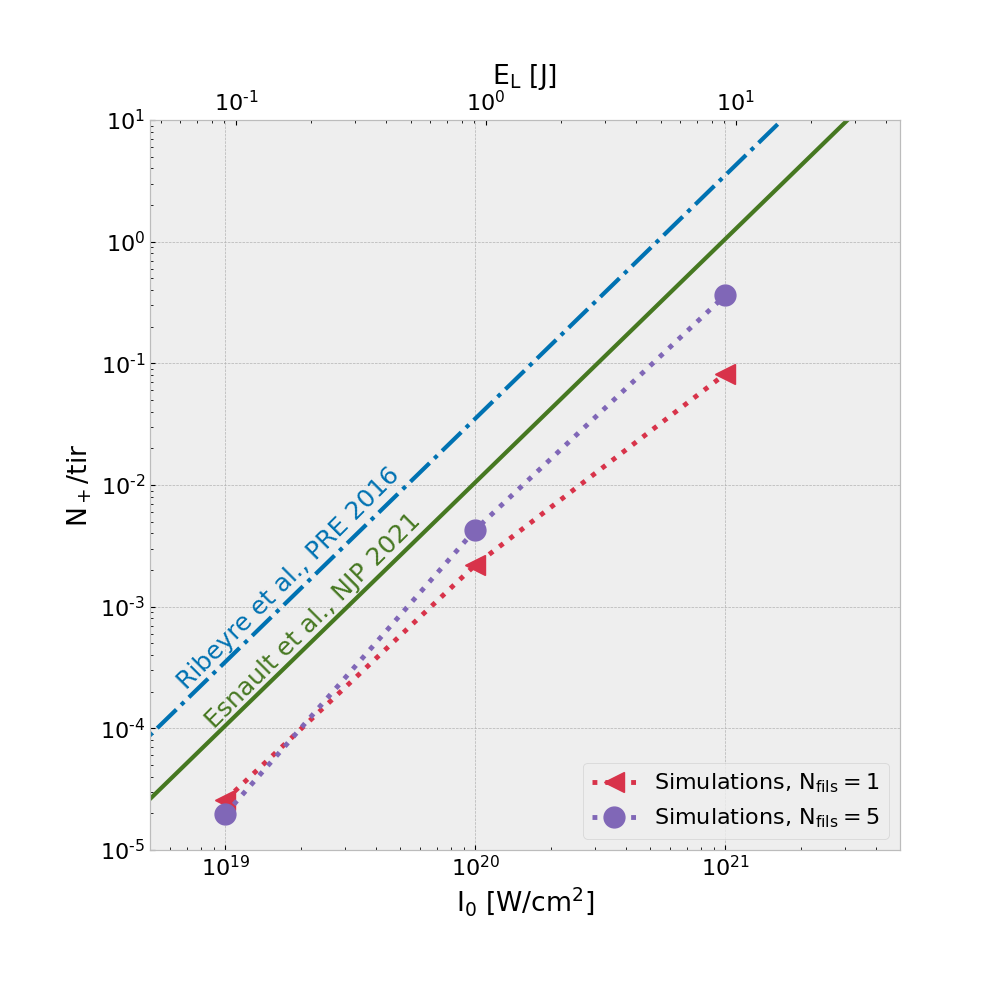 E_L [J]
10^-1 10^0 10^1
10^1
10^0
10^-1
10^-2
10^-3
10^-4
10^-5
N_+/tir
Ribeyre et al., PRE 2016
Esnault et al., NJP 2021
Simulations, N_fils = 1
Simulations, N_fils = 5
10^19 10^20 10^21
I_0 [W/cm^2]